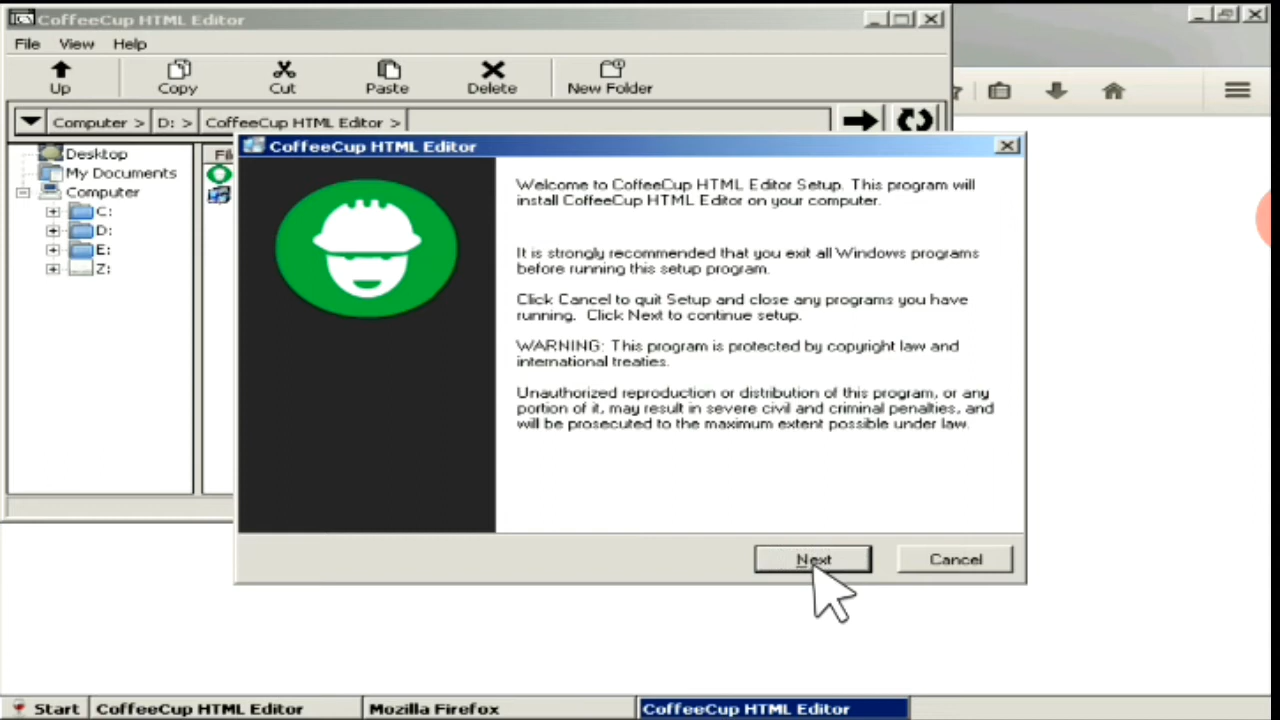 CoffeeCup HTML Editor
File View Help
Up Copy Cut Paste Delete New Folder
Computer > D: > CoffeeCup HTML Editor >
Desktop
My Documents
Computer
C:
D:
E:
Z:
CoffeeCup HTML Editor
Welcome to CoffeeCup HTML Editor Setup. This program will
install CoffeeCup HTML Editor on your computer.
It is strongly recommended that you exit all Windows programs
before running this setup program.
Click Cancel to quit Setup and close any programs you have
running. Click Next to continue setup.
WARNING: This program is protected by copyright law and
international treaties.
Unauthorized reproduction or distribution of this program, or any
portion of it, may result in severe civil and criminal penalties, and
will be prosecuted to the maximum extent possible under law.
Next Cancel
Start CoffeeCup HTML Editor Mozilla Firefox CoffeeCup HTML Editor